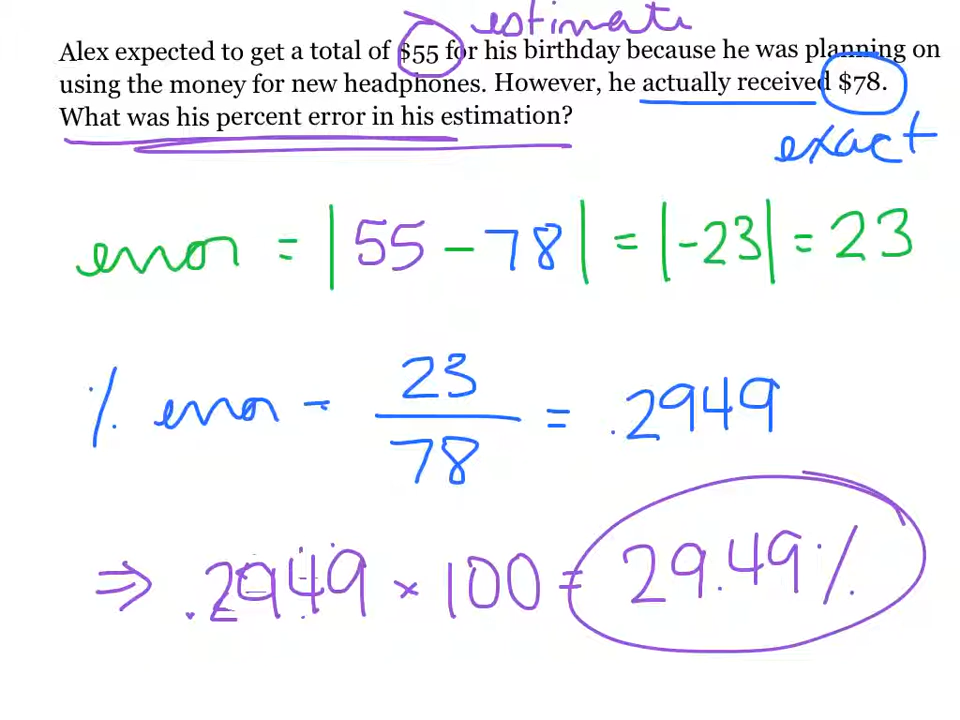 estimate
Alex expected to get a total of $55 for his birthday because he was planning on
using the money for new headphones. However, he actually received $78.
What was his percent error in his estimation?
exact
error = |55 - 78| = |-23| = 23
% error = 23/78 = .2949
⇒ .2949 × 100 = 29.49%